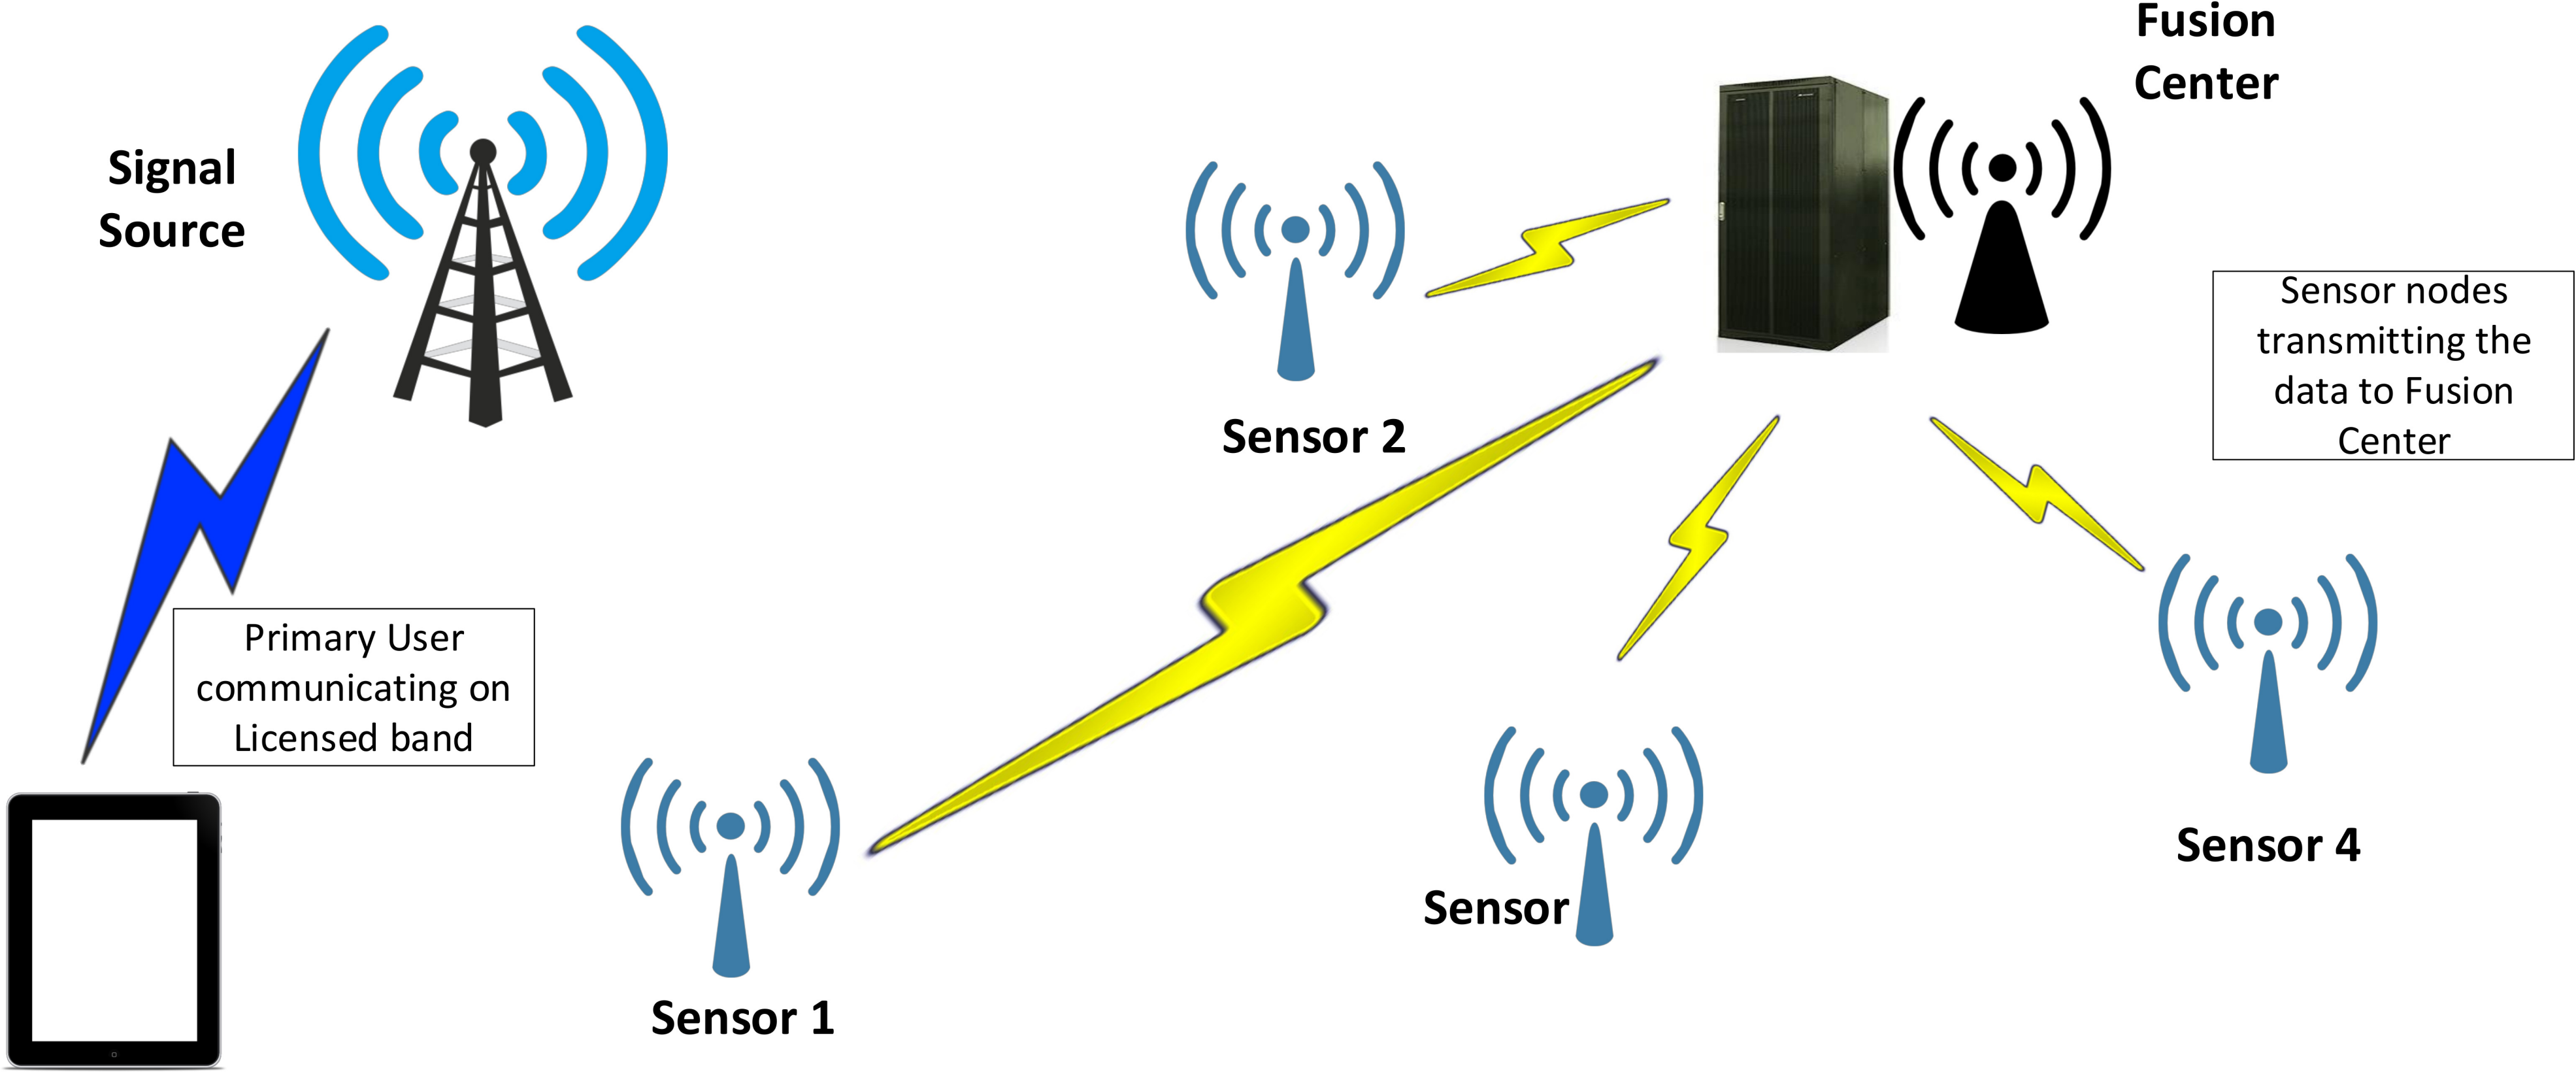 Signal
Source
Fusion
Center
Sensor 2
Sensor nodes
transmitting the
data to Fusion
Center
Primary User
communicating on
Licensed band
Sensor 1
Sensor
Sensor 4